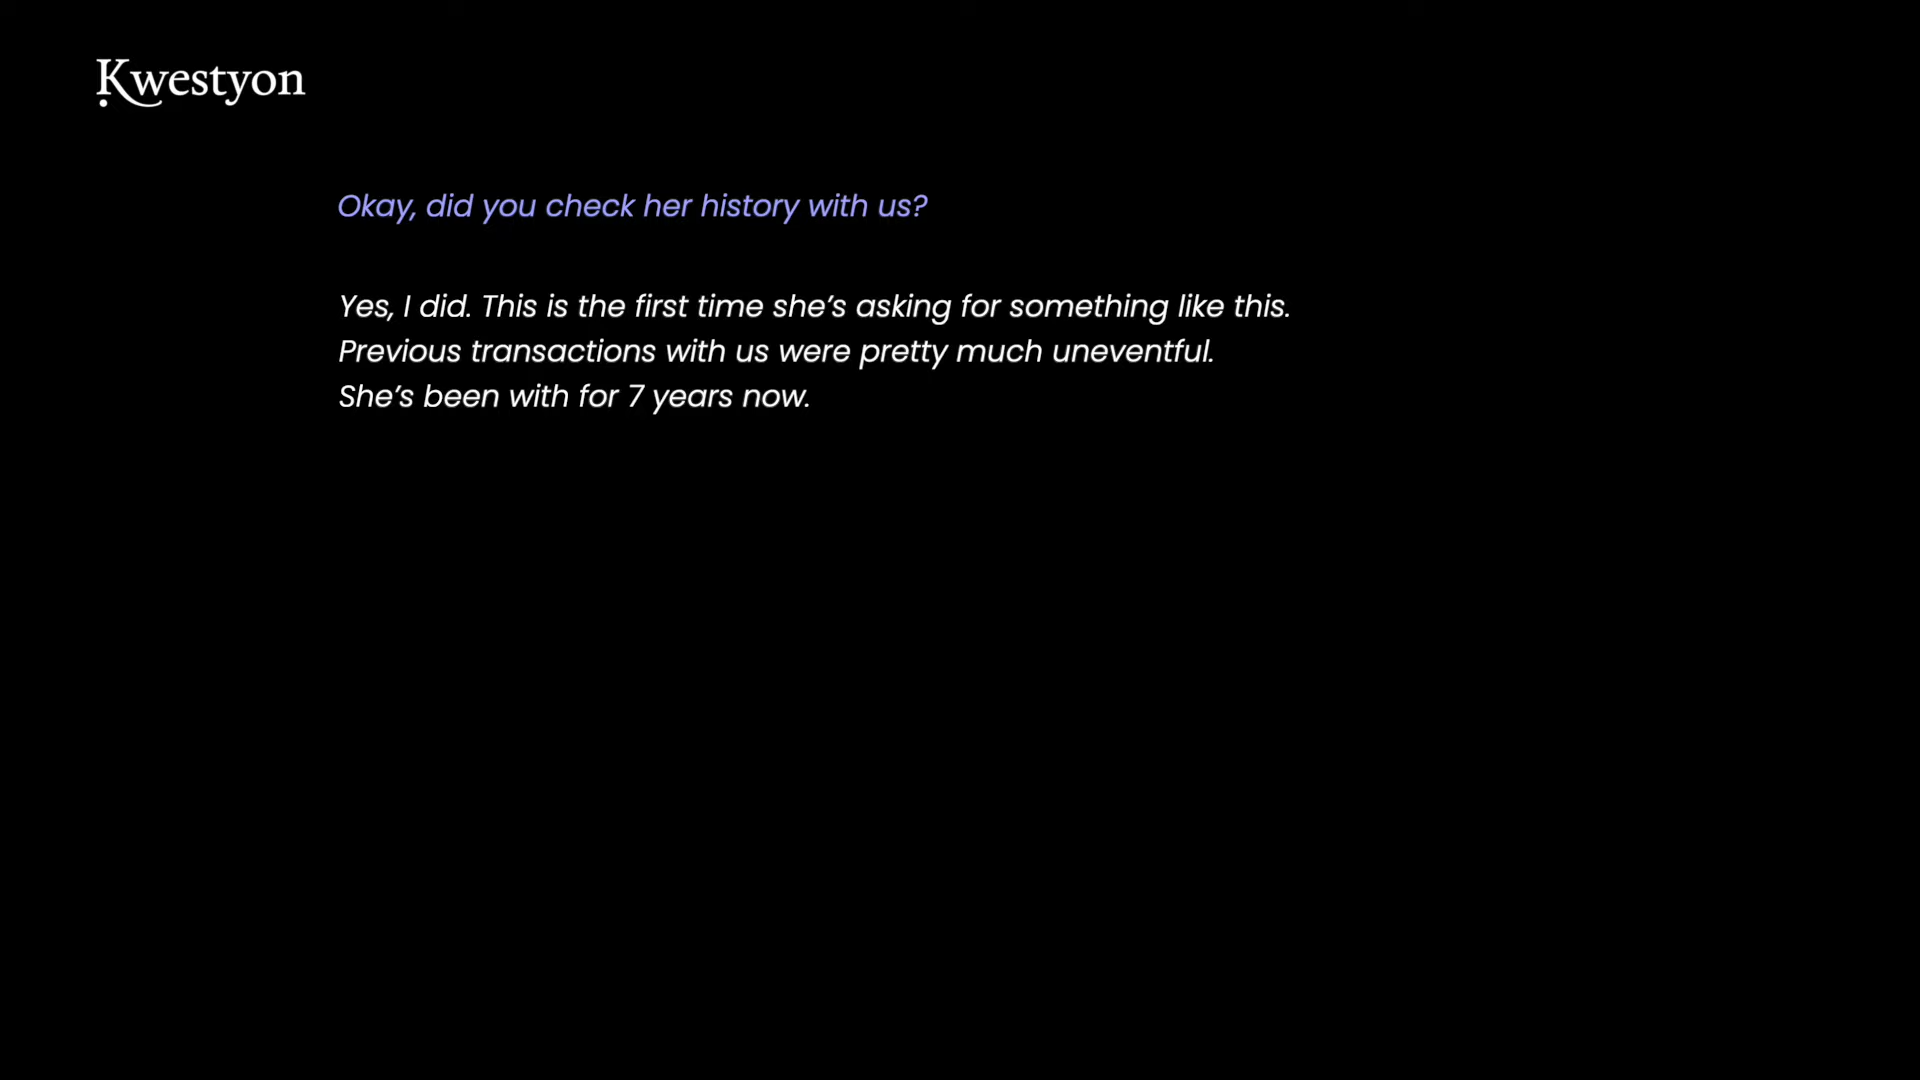 Kwestyon
Okay, did you check her history with us?
Yes, I did. This is the first time she’s asking for something like this.
Previous transactions with us were pretty much uneventful.
She’s been with for 7 years now.